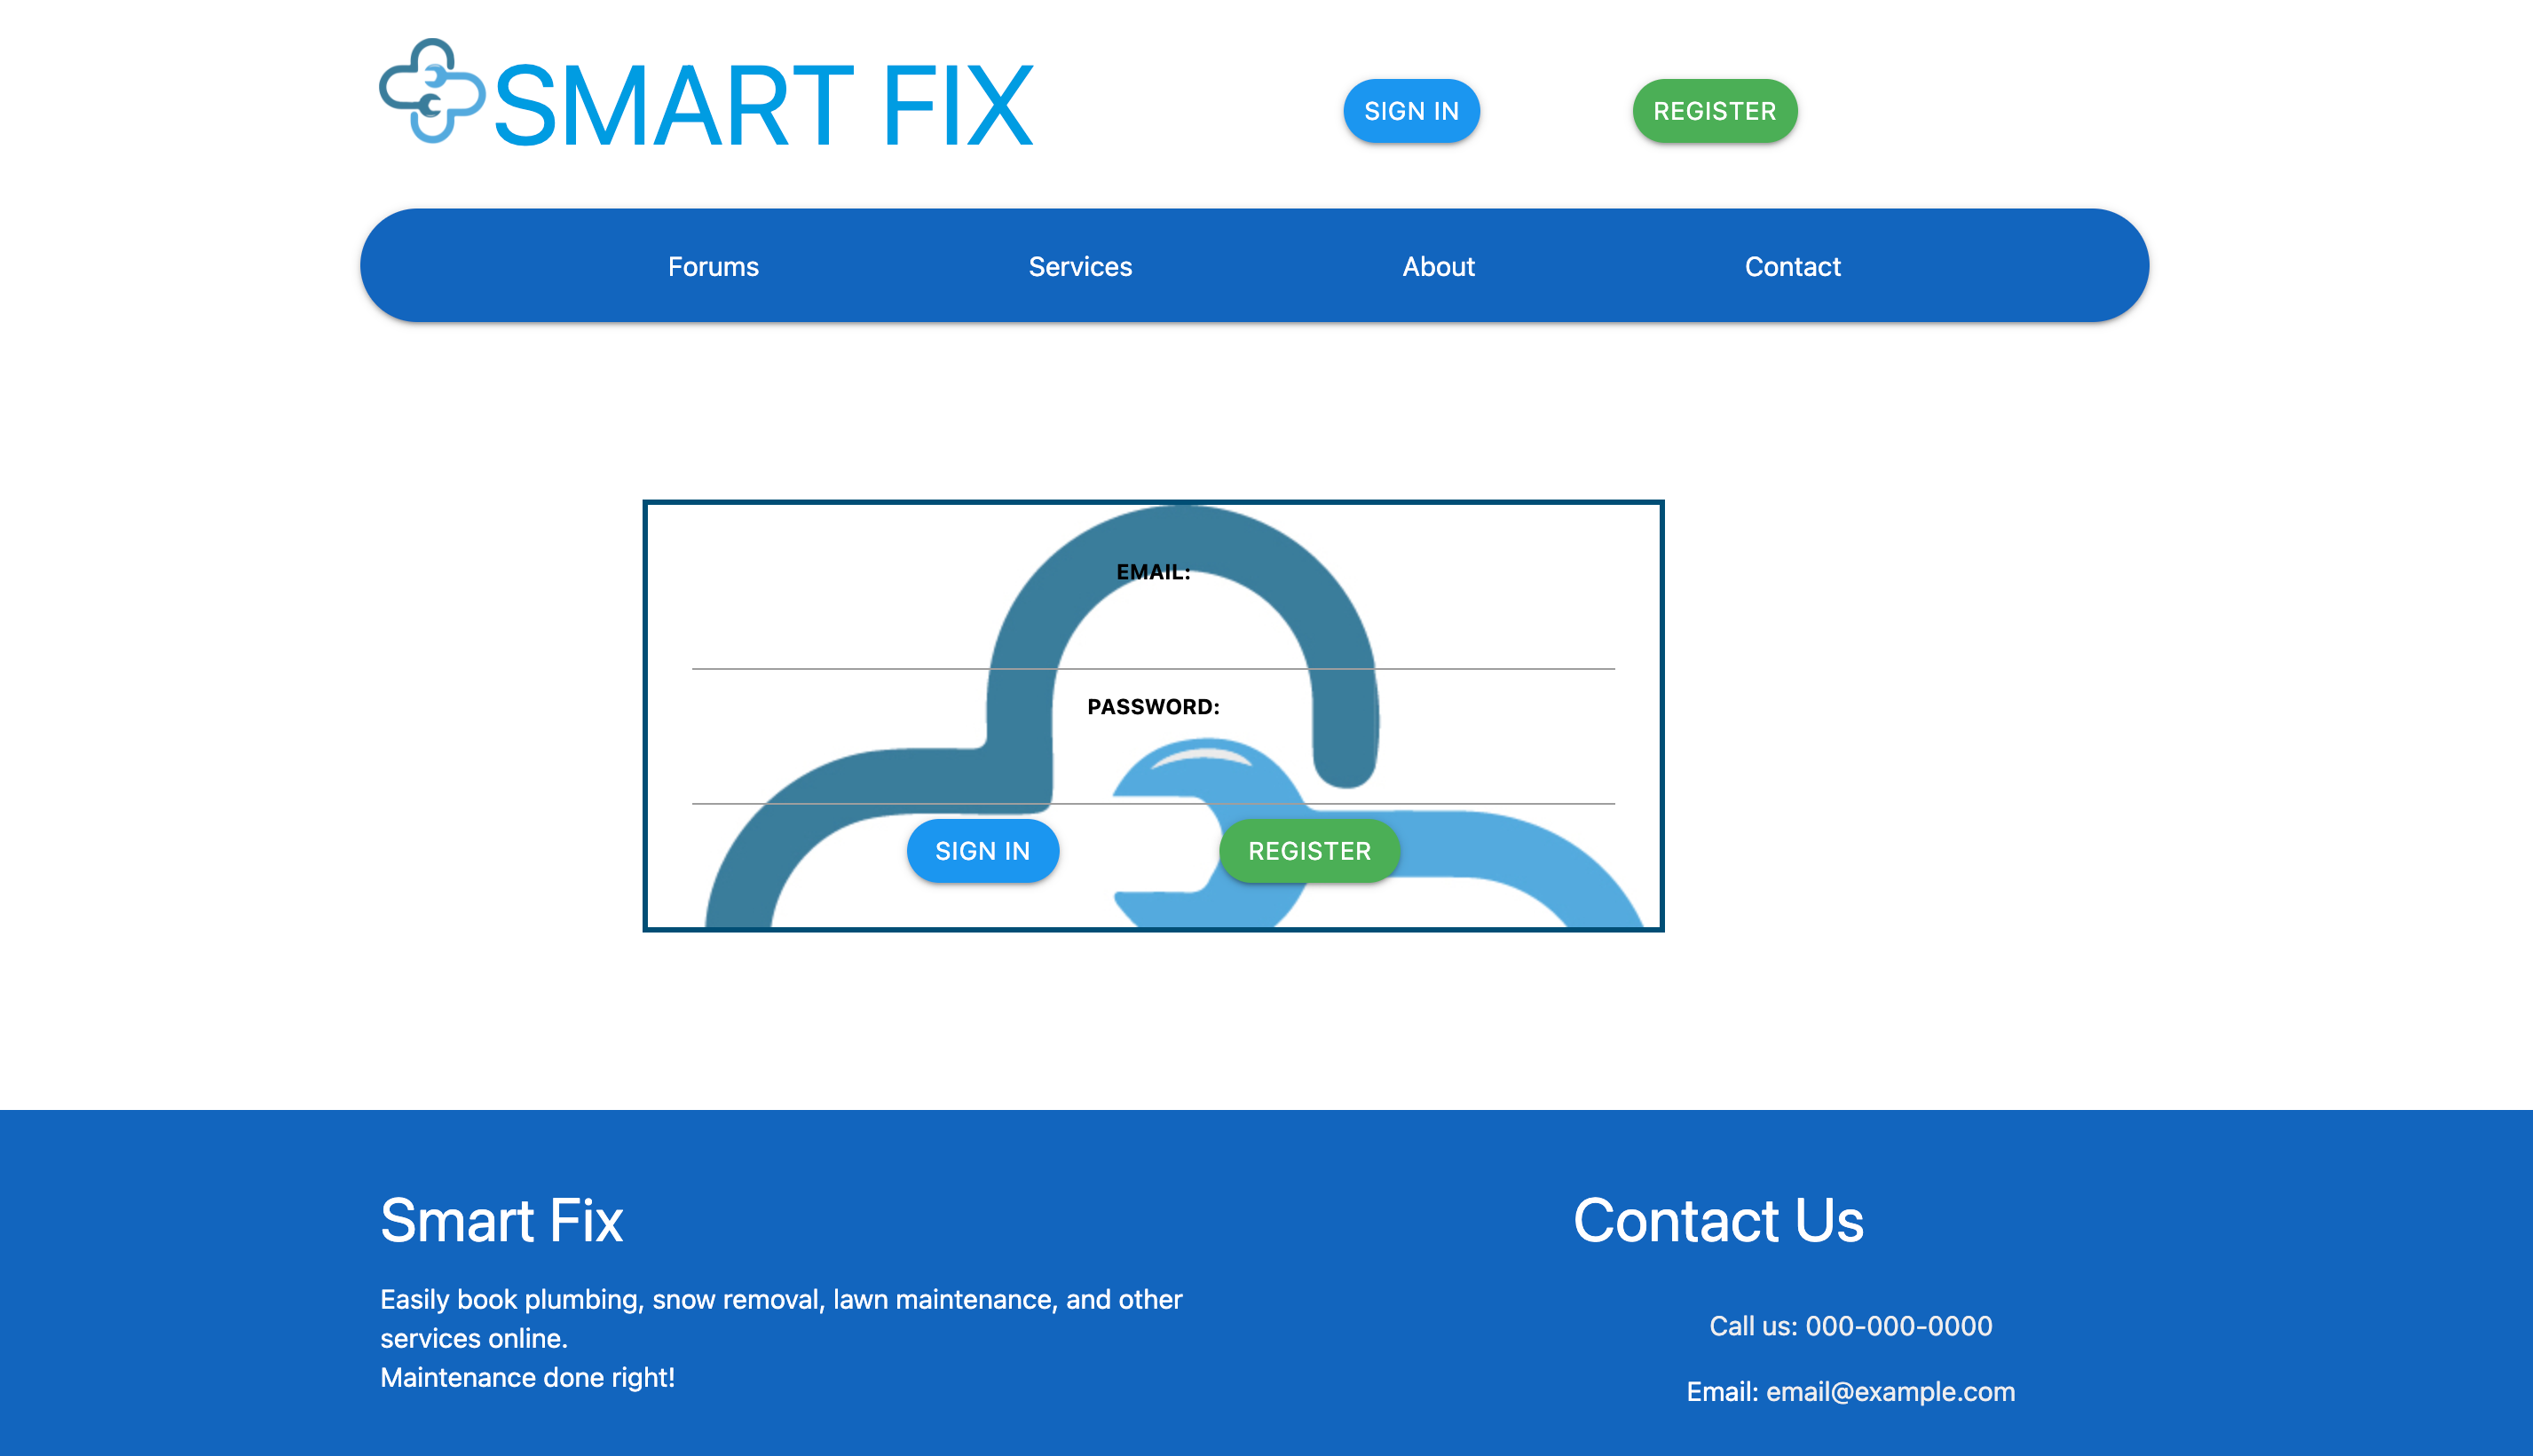 SMART FIX
SIGN IN
REGISTER
Forums
Services
About
Contact
EMAIL:
PASSWORD:
SIGN IN
REGISTER
Smart Fix
Easily book plumbing, snow removal, lawn maintenance, and other
services online.
Maintenance done right!
Contact Us
Call us: 000-000-0000
Email: email@example.com